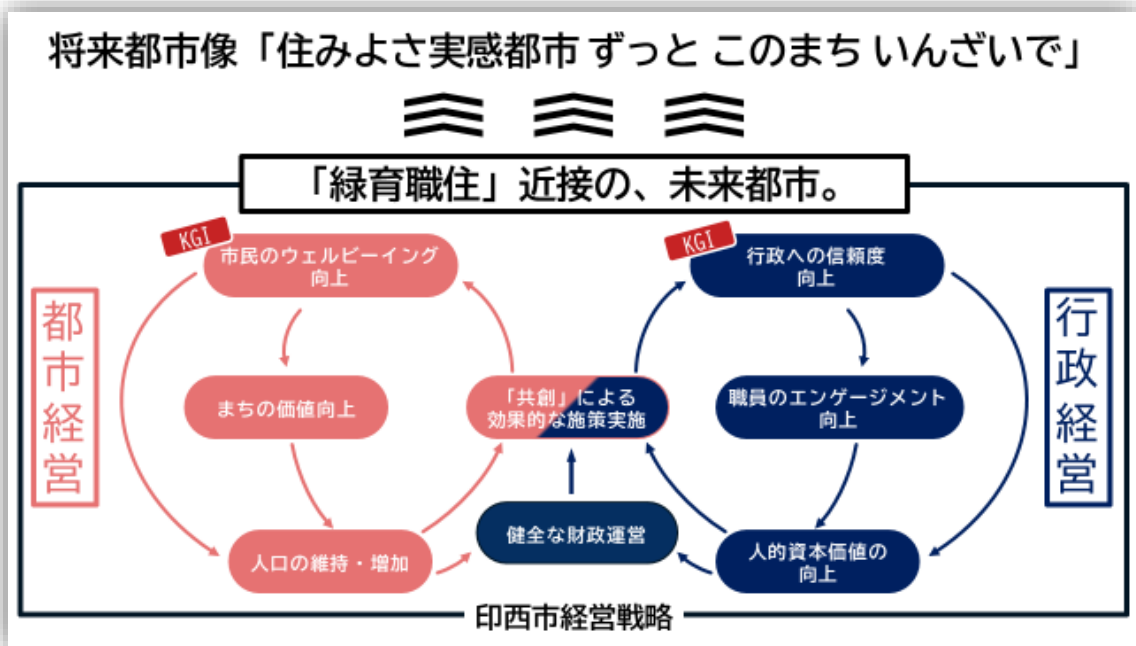 将来都市像「住みよさ実感都市 ずっと このまち いんざいで」
「緑育職住」近接の、未来都市。
KGI
市民のウェルビーイング
向上
KGI
行政への信頼度
向上
都市経営
まちの価値向上
「共創」による
効果的な施策実施
職員のエンゲージメント
向上
行政経営
人口の維持・増加
健全な財政運営
人的資本価値の
向上
印西市経営戦略